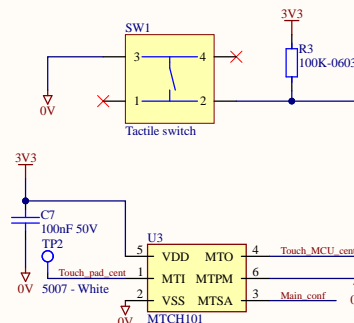 SW1
3V3
3 4
R3
100K-0603
1 2
0V
Tactile switch
3V3
C7
100nF 50V
TP2
U3
5 VDD MTO 4 Touch_MCU_cent
Touch_pad_cent 1 MTI MTPM 6
0V 5007 - White 2 VSS MTSA 3 Main_conf
0V MTCH101